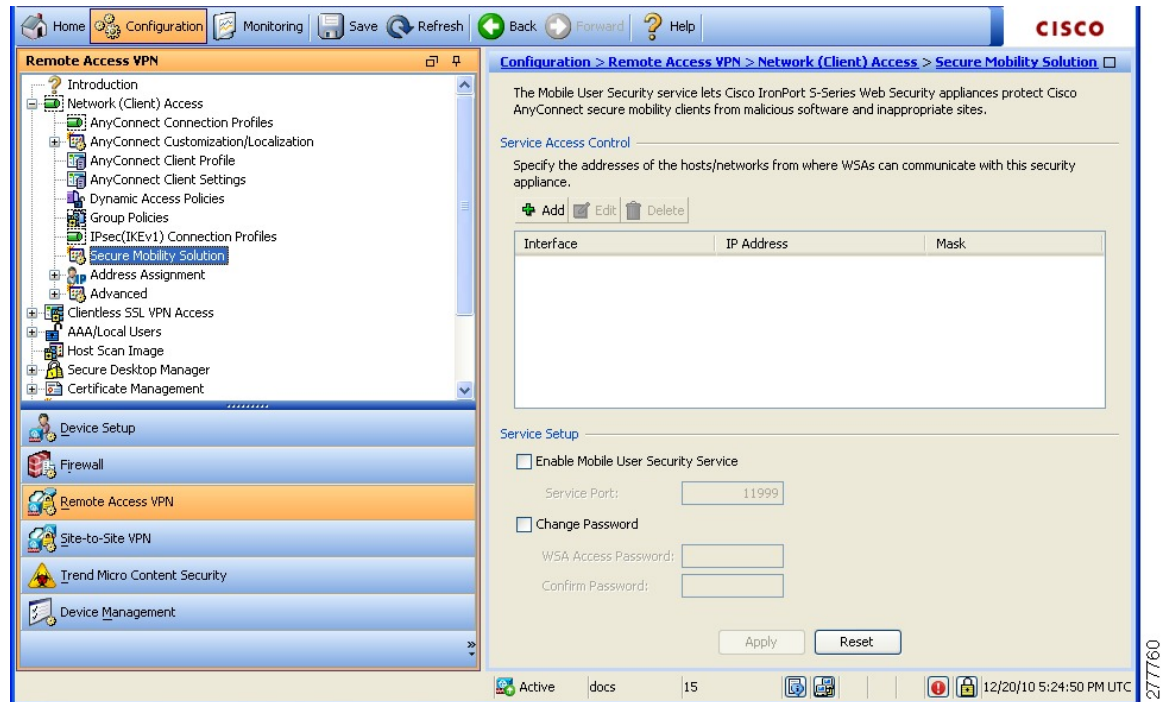 Home Configuration Monitoring Save Refresh Back Forward Help
CISCO
Remote Access VPN
Introduction
Network (Client) Access
AnyConnect Connection Profiles
AnyConnect Customization/Localization
AnyConnect Client Profile
AnyConnect Client Settings
Dynamic Access Policies
Group Policies
IPsec(IKEv1) Connection Profiles
Secure Mobility Solution
Address Assignment
Advanced
Clientless SSL VPN Access
AAA/Local Users
Host Scan Image
Secure Desktop Manager
Certificate Management
Device Setup
Firewall
Remote Access VPN
Site-to-Site VPN
Trend Micro Content Security
Device Management
Configuration > Remote Access VPN > Network (Client) Access > Secure Mobility Solution
The Mobile User Security service lets Cisco IronPort S-Series Web Security appliances protect Cisco
AnyConnect secure mobility clients from malicious software and inappropriate sites.
Service Access Control
Specify the addresses of the hosts/networks from where WSAs can communicate with this security
appliance.
Add Edit Delete
Interface IP Address Mask
Service Setup
Enable Mobile User Security Service
Service Port: 11999
Change Password
WSA Access Password:
Confirm Password:
Apply Reset
Active docs 15 12/20/10 5:24:50 PM UTC
277760